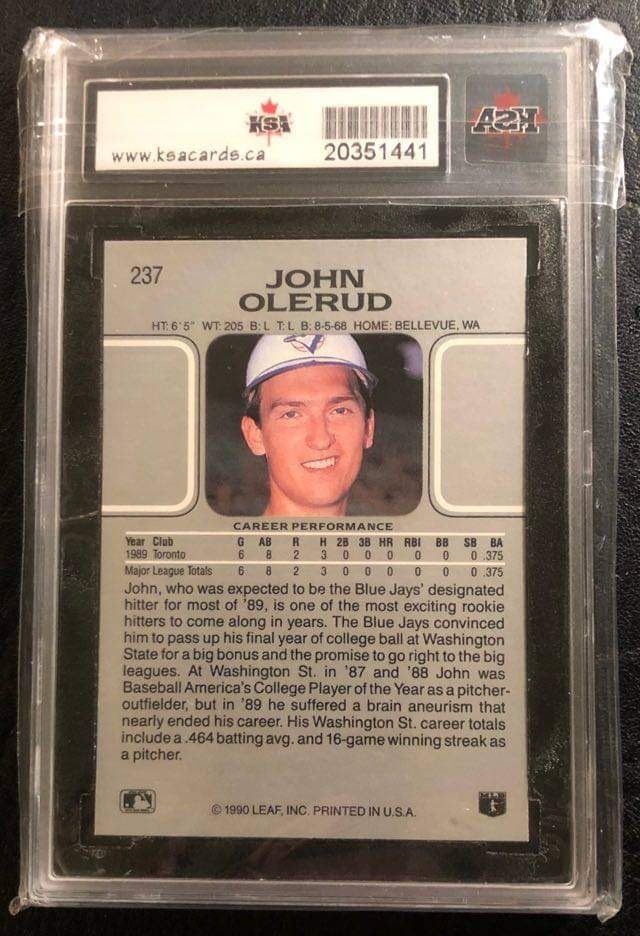 KSA
www.ksacards.ca
20351441
KSA
237
JOHN
OLERUD
HT: 6'5" WT: 205 B: L T: L B: 8-5-68 HOME: BELLEVUE, WA
CAREER PERFORMANCE
Year Club G AB R H 2B 3B HR RBI BB SB BA
1989 Toronto 6 8 2 3 0 0 0 0 0 0 .375
Major League Totals 6 8 2 3 0 0 0 0 0 0 .375
John, who was expected to be the Blue Jays' designated
hitter for most of '89, is one of the most exciting rookie
hitters to come along in years. The Blue Jays convinced
him to pass up his final year of college ball at Washington
State for a big bonus and the promise to go right to the big
leagues. At Washington St. in '87 and '88 John was
Baseball America's College Player of the Year as a pitcher-
outfielder, but in '89 he suffered a brain aneurism that
nearly ended his career. His Washington St. career totals
include a .464 batting avg. and 16-game winning streak as
a pitcher.
© 1990 LEAF, INC. PRINTED IN U.S.A.